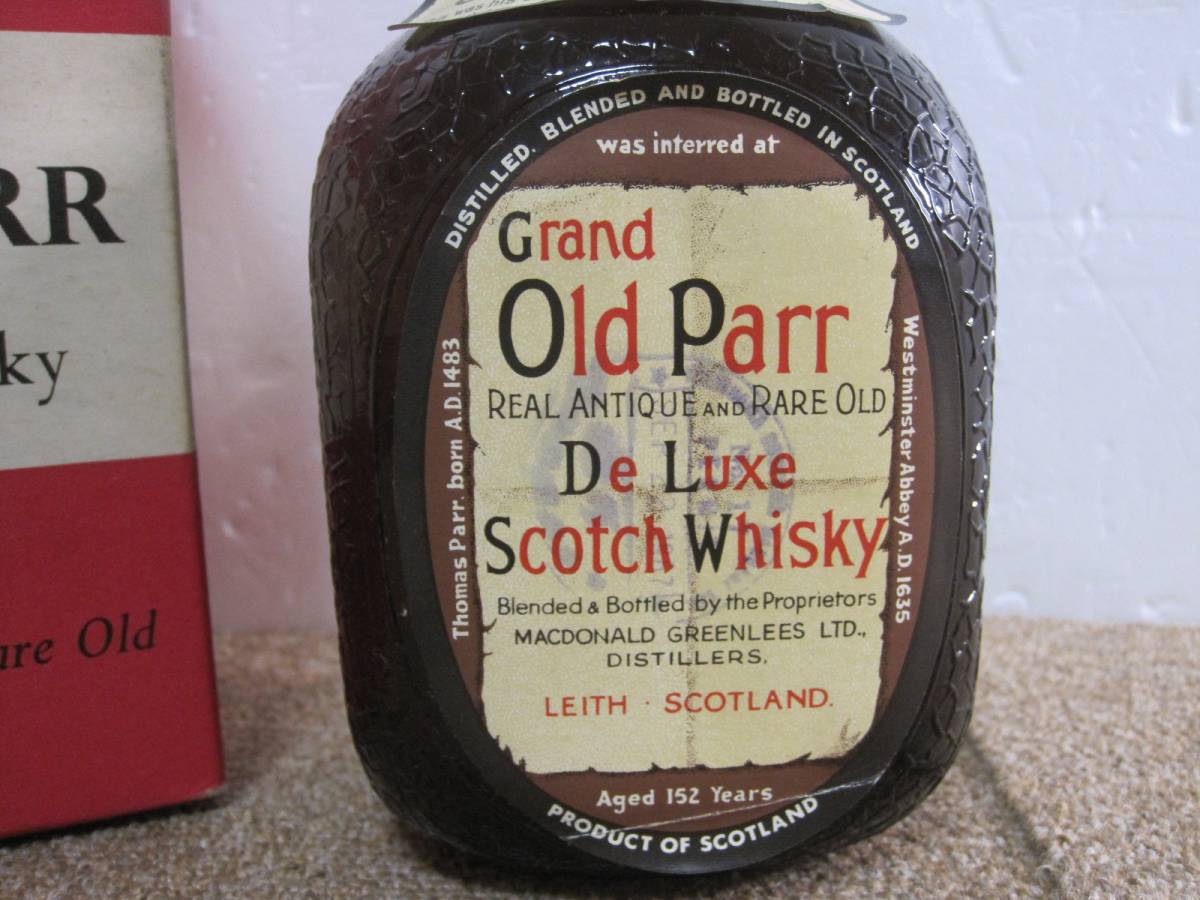 RR
ky
are Old
was his
DISTILLED. BLENDED AND BOTTLED IN SCOTLAND
was interred at
Grand
Old Parr
REAL ANTIQUE AND RARE OLD
De Luxe
Scotch Whisky
Blended & Bottled by the Proprietors
MACDONALD GREENLEES LTD.,
DISTILLERS,
LEITH · SCOTLAND.
Thomas Parr. born A.D. 1483
Westminster Abbey A.D. 1635
Aged 152 Years
PRODUCT OF SCOTLAND